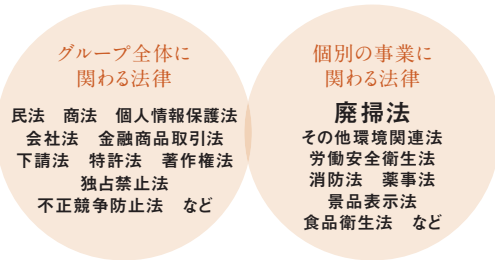 グループ全体に
関わる法律
民法　商法　個人情報保護法
会社法　金融商品取引法
下請法　特許法　著作権法
独占禁止法
不正競争防止法　など
個別の事業に
関わる法律
廃掃法
その他環境関連法
労働安全衛生法
消防法　薬事法
景品表示法
食品衛生法　など